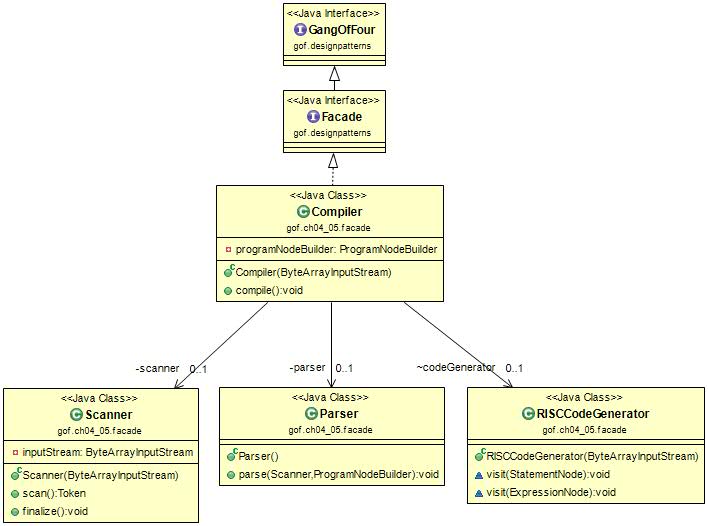 <<Java Interface>>
GangOfFour
gof.designpatterns
<<Java Interface>>
Facade
gof.designpatterns
<<Java Class>>
Compiler
gof.ch04_05.facade
programNodeBuilder: ProgramNodeBuilder
Compiler(ByteArrayInputStream)
compile():void
-scanner 0..1
-parser 0..1
~codeGenerator 0..1
<<Java Class>>
Scanner
gof.ch04_05.facade
inputStream: ByteArrayInputStream
Scanner(ByteArrayInputStream)
scan():Token
finalize():void
<<Java Class>>
Parser
gof.ch04_05.facade
Parser()
parse(Scanner,ProgramNodeBuilder):void
<<Java Class>>
RISCCodeGenerator
gof.ch04_05.facade
RISCCodeGenerator(ByteArrayInputStream)
visit(StatementNode):void
visit(ExpressionNode):void